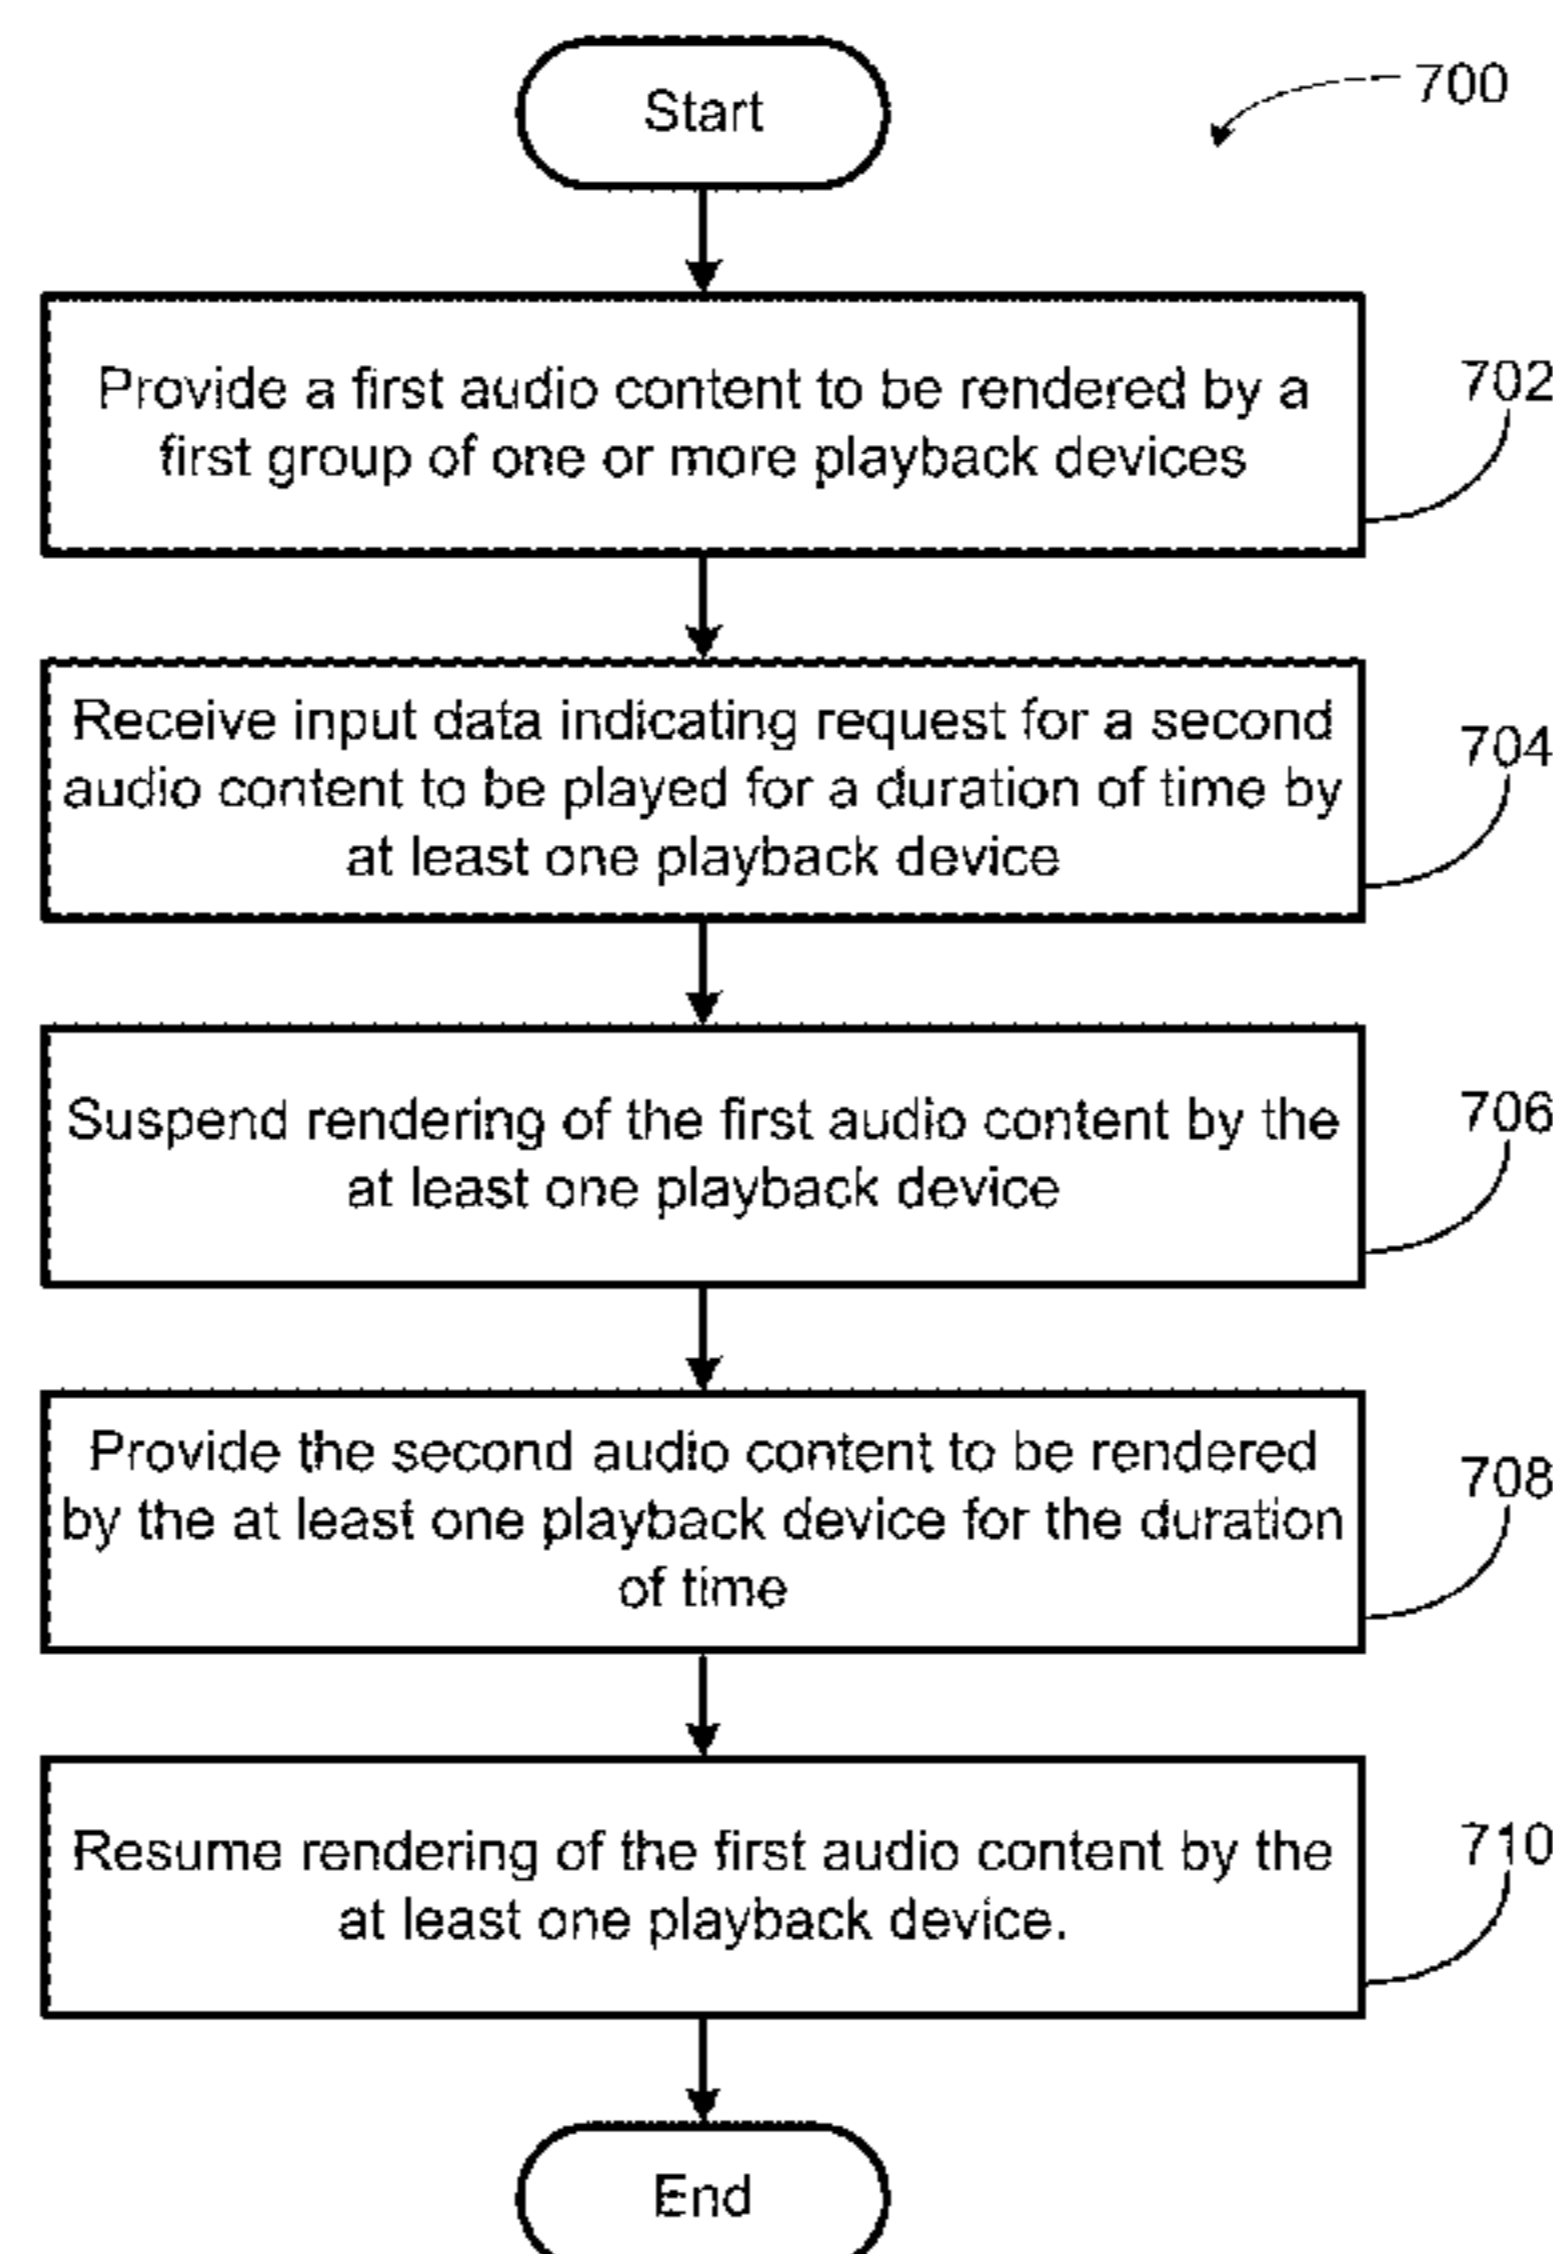 Start
700
Provide a first audio content to be rendered by a
first group of one or more playback devices
702
Receive input data indicating request for a second
audio content to be played for a duration of time by
at least one playback device
704
Suspend rendering of the first audio content by the
at least one playback device
706
Provide the second audio content to be rendered
by the at least one playback device for the duration
of time
708
Resume rendering of the first audio content by the
at least one playback device.
710
End